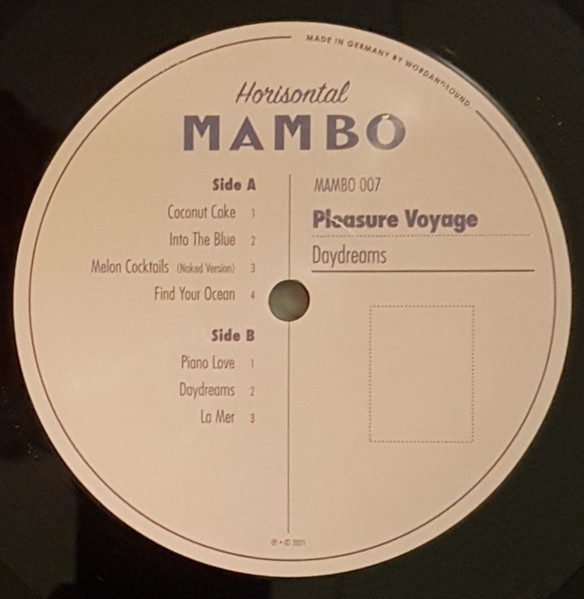 MADE IN GERMANY BY WORDANDSOUND.
Horisontal
MAMBO
Side A
Coconut Cake 1
Into The Blue 2
Melon Cocktails (Naked Version) 3
Find Your Ocean 4
Side B
Piano Love 1
Daydreams 2
La Mer 3
MAMBO 007
Pleasure Voyage
Daydreams
℗ • © 2021